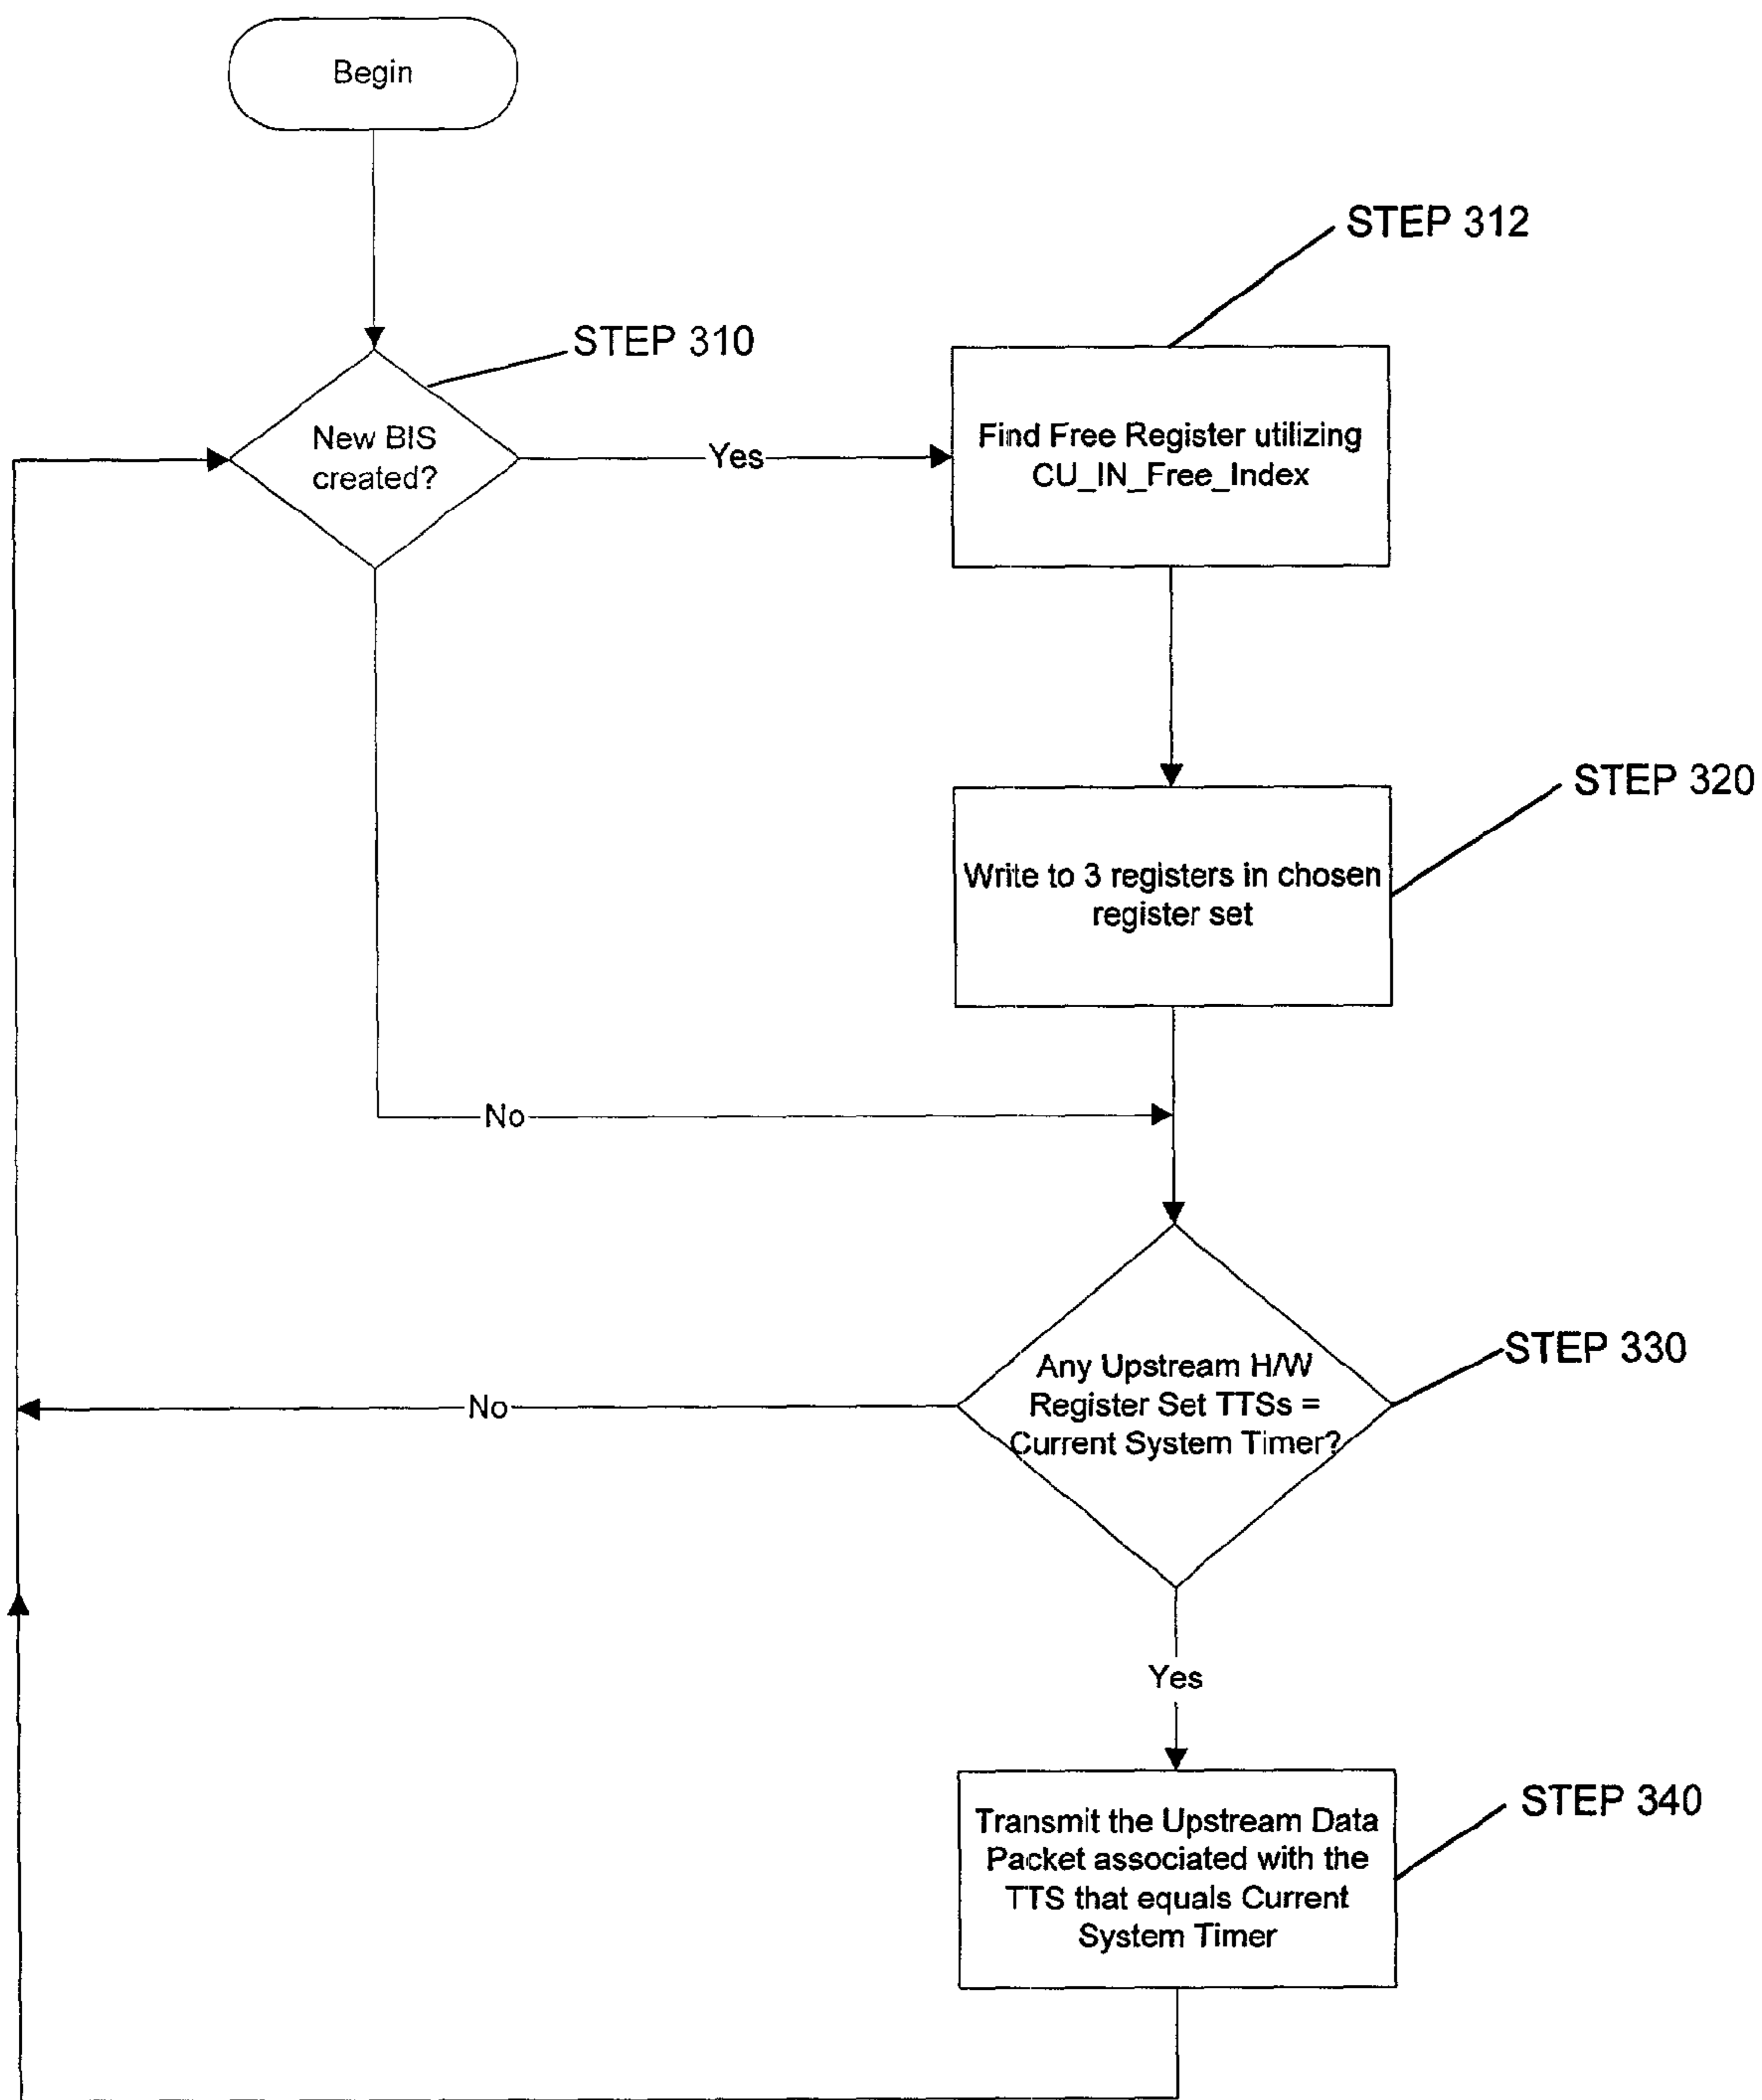 Begin
STEP 312
STEP 310
New BIS
created?
Yes
Find Free Register utilizing
CU_IN_Free_Index
STEP 320
Write to 3 registers in chosen
register set
No
Any Upstream H/W
Register Set TTSs =
Current System Timer?
STEP 330
No
Yes
Transmit the Upstream Data
Packet associated with the
TTS that equals Current
System Timer
STEP 340